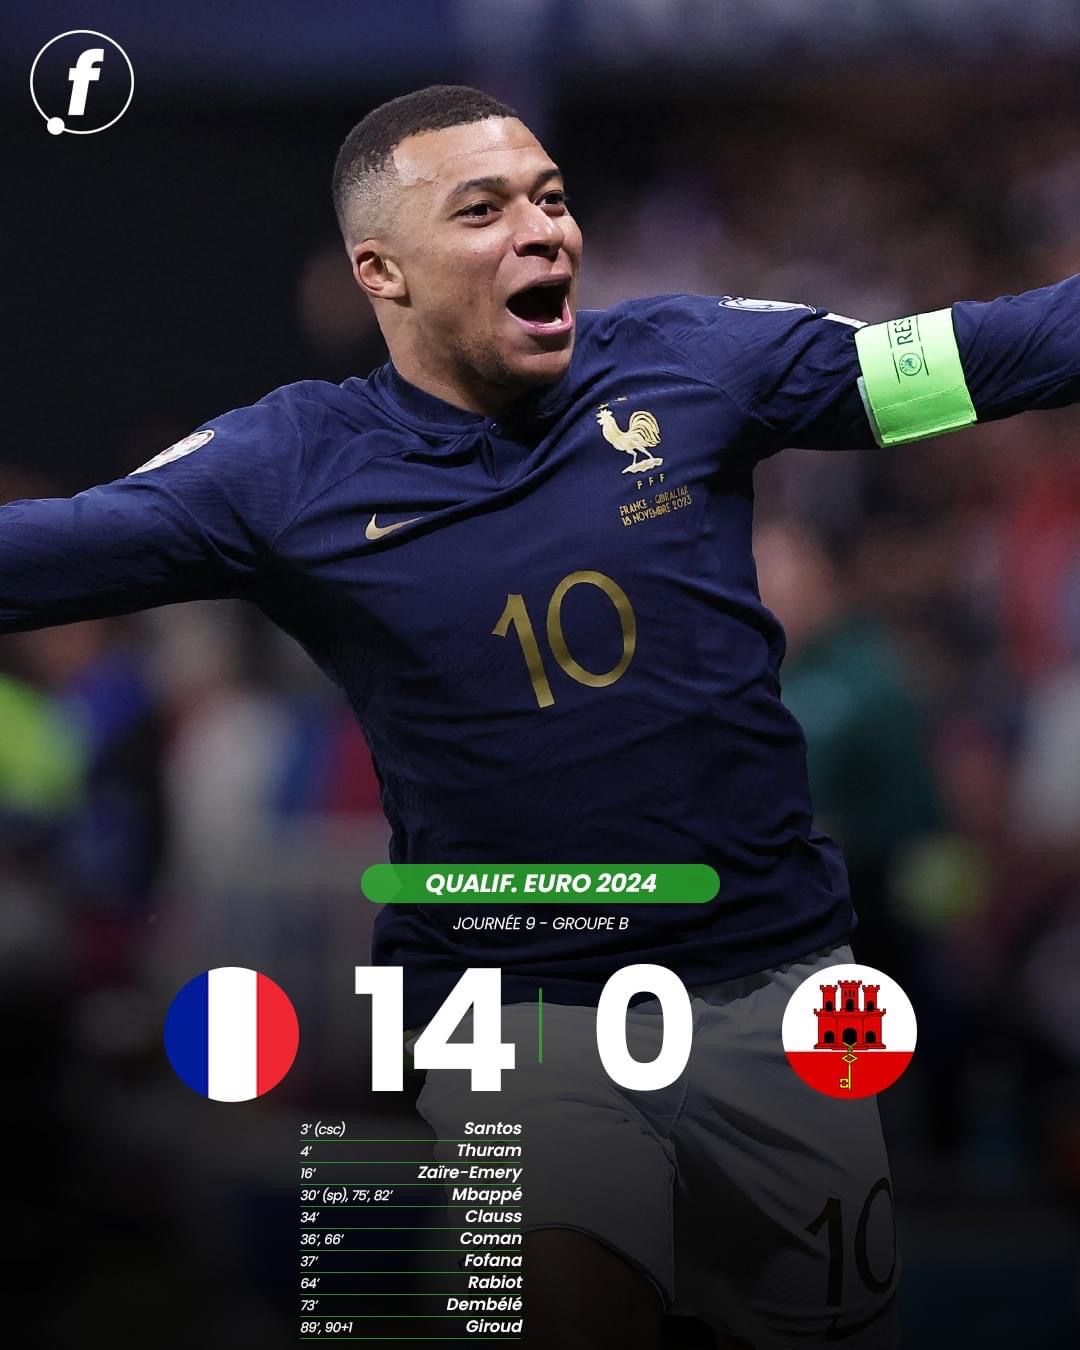 f
RES
FFF
FRANCE - GIBRALTAR
18 NOVEMBRE 2023
10
QUALIF. EURO 2024
JOURNÉE 9 - GROUPE B
14 0
3' (csc) Santos
4' Thuram
16' Zaïre-Emery
30' (sp), 75', 82' Mbappé
34' Clauss
36', 66' Coman
37' Fofana
64' Rabiot
73' Dembélé
89', 90+1 Giroud
10